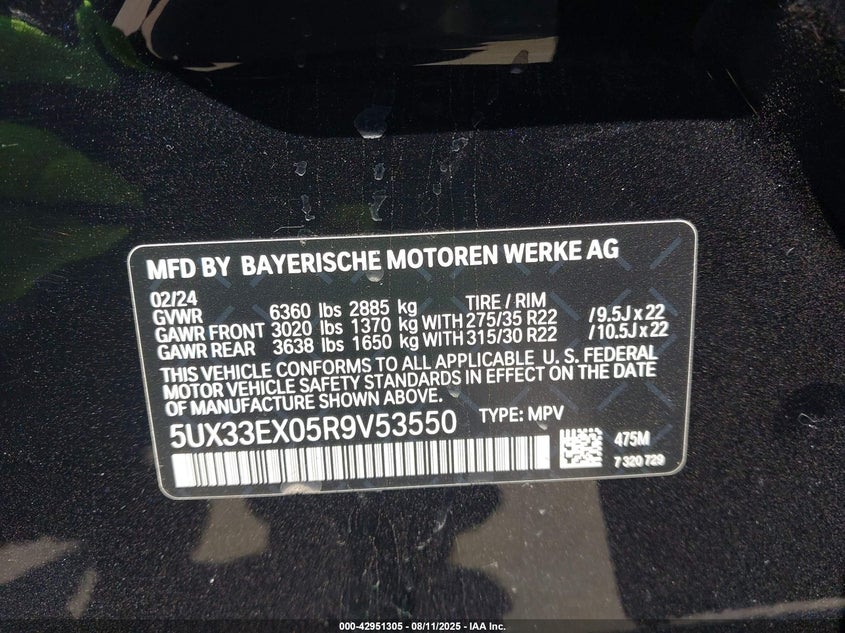 MFD BY BAYERISCHE MOTOREN WERKE AG
02/24 TIRE / RIM
GVWR 6360 lbs 2885 kg
GAWR FRONT 3020 lbs 1370 kg WITH 275/35 R22 /9.5J x 22
GAWR REAR 3638 lbs 1650 kg WITH 315/30 R22 /10.5J x 22
THIS VEHICLE CONFORMS TO ALL APPLICABLE U. S. FEDERAL
MOTOR VEHICLE SAFETY STANDARDS IN EFFECT ON THE DATE
OF MANUFACTURE SHOWN ABOVE.
5UX33EX05R9V53550 TYPE: MPV
475M
7 320 729
000-42951305 - 08/11/2025 - IAA Inc.